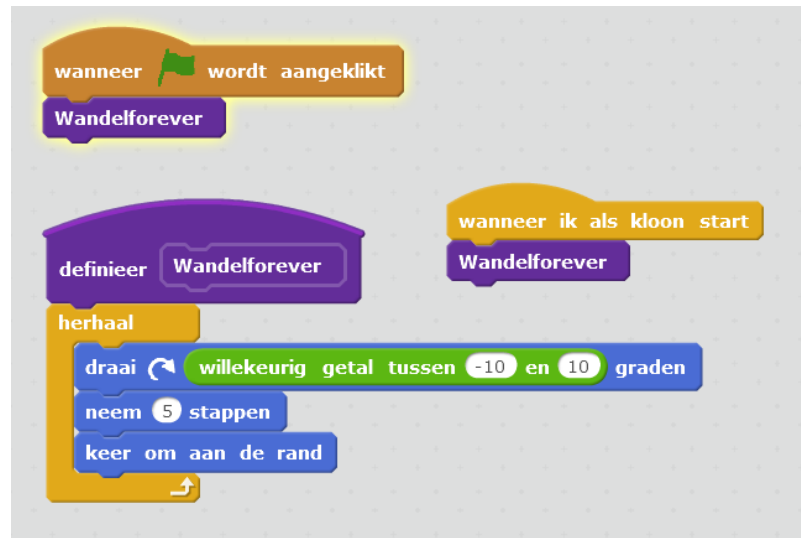 wanneer wordt aangeklikt
Wandelforever
wanneer ik als kloon start
Wandelforever
definieer Wandelforever
herhaal
draai willekeurig getal tussen -10 en 10 graden
neem 5 stappen
keer om aan de rand